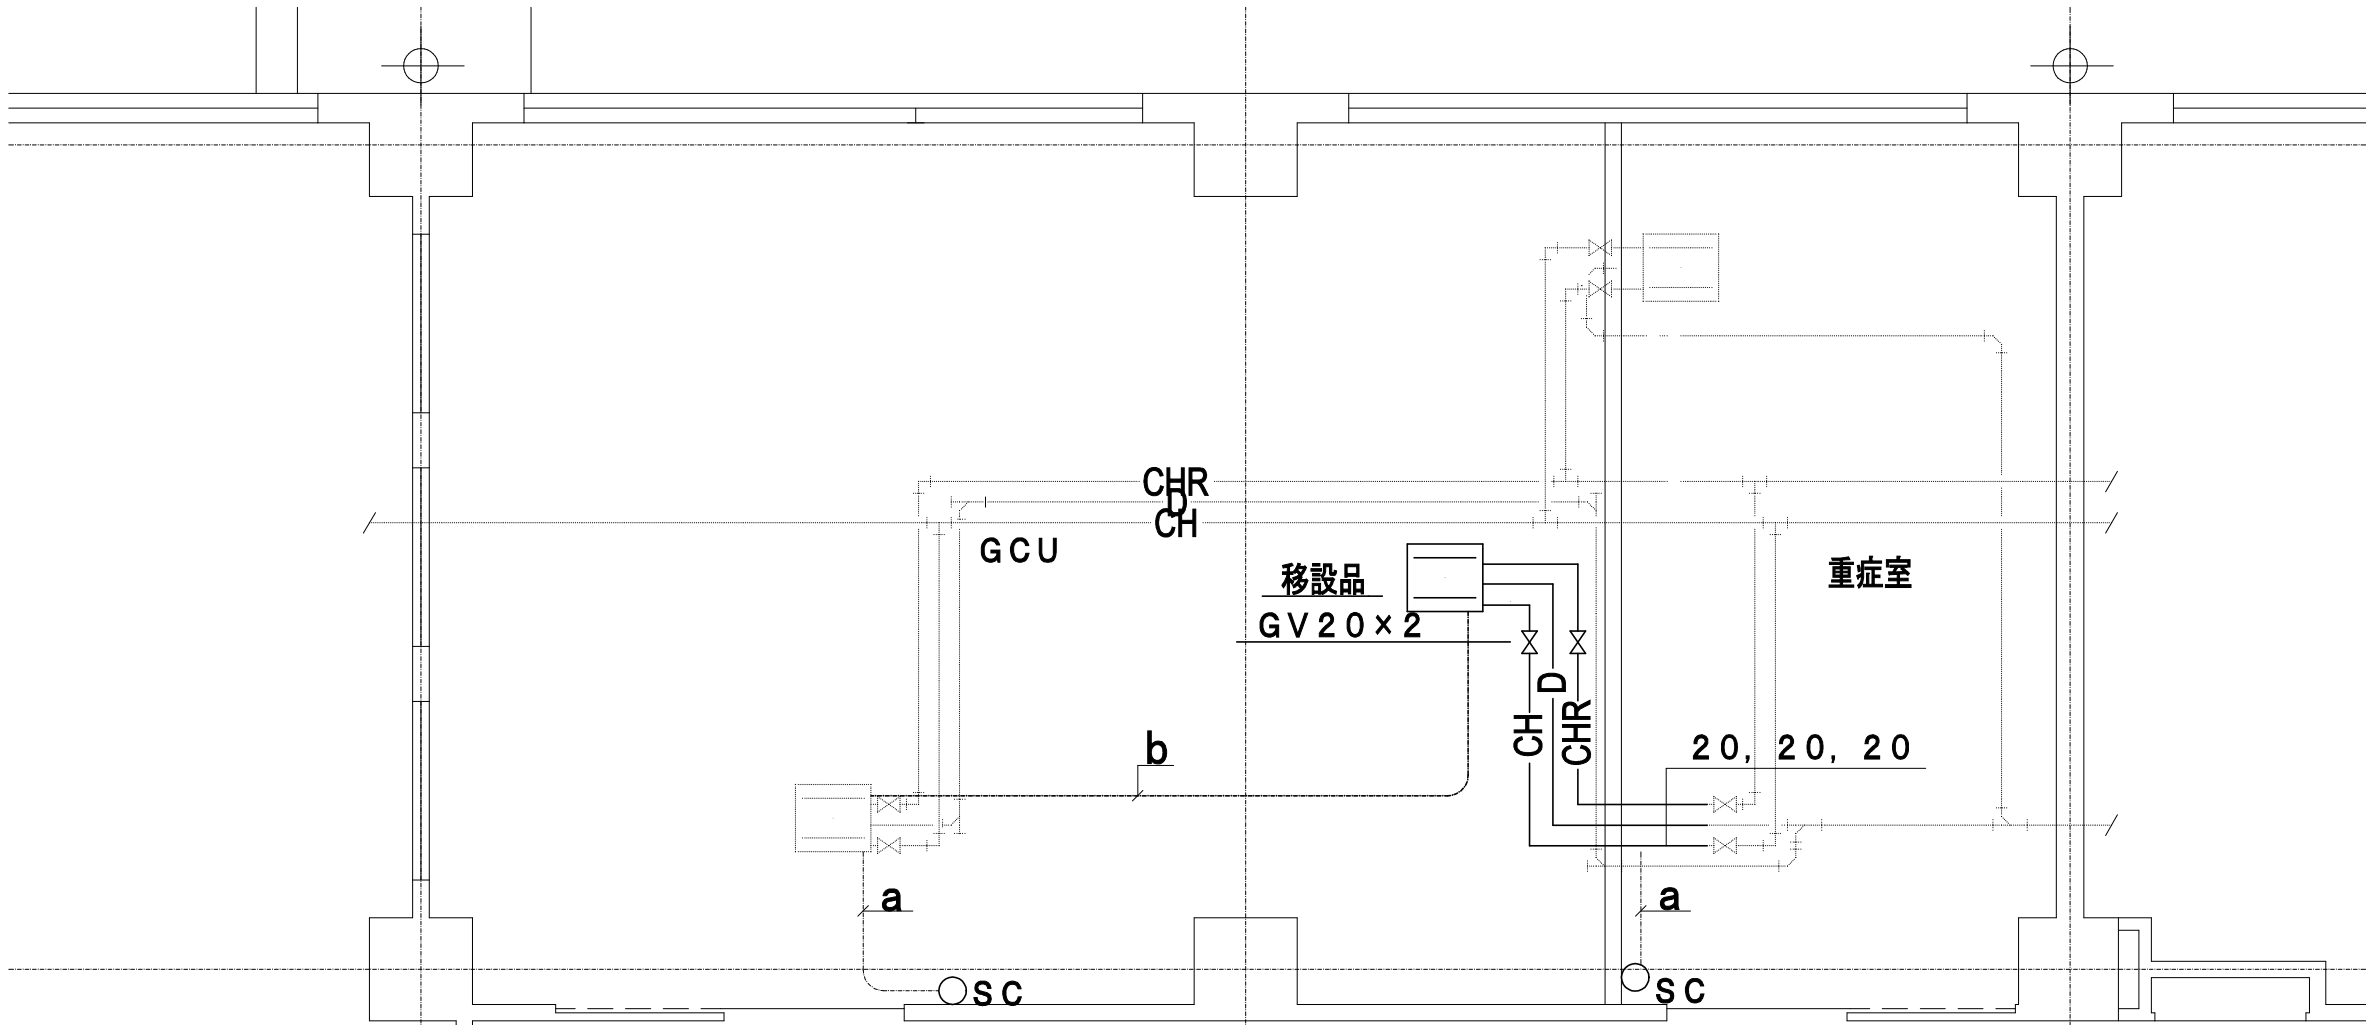 CHR
D
CH
GCU
移設品
重症室
GV20×2
D
CH
CHR
b
20, 20, 20
a
a
SC
SC